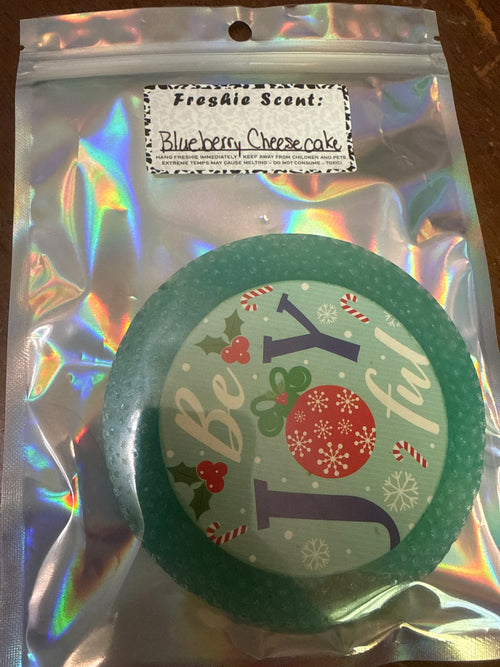 Freshie Scent:
Blueberry Cheesecake
HANG FRESHIE IMMEDIATELY - KEEP AWAY FROM CHILDREN AND PETS
EXTREME TEMPS MAY CAUSE MELTING - DO NOT CONSUME - TOXIC!
Be
JOY
ful